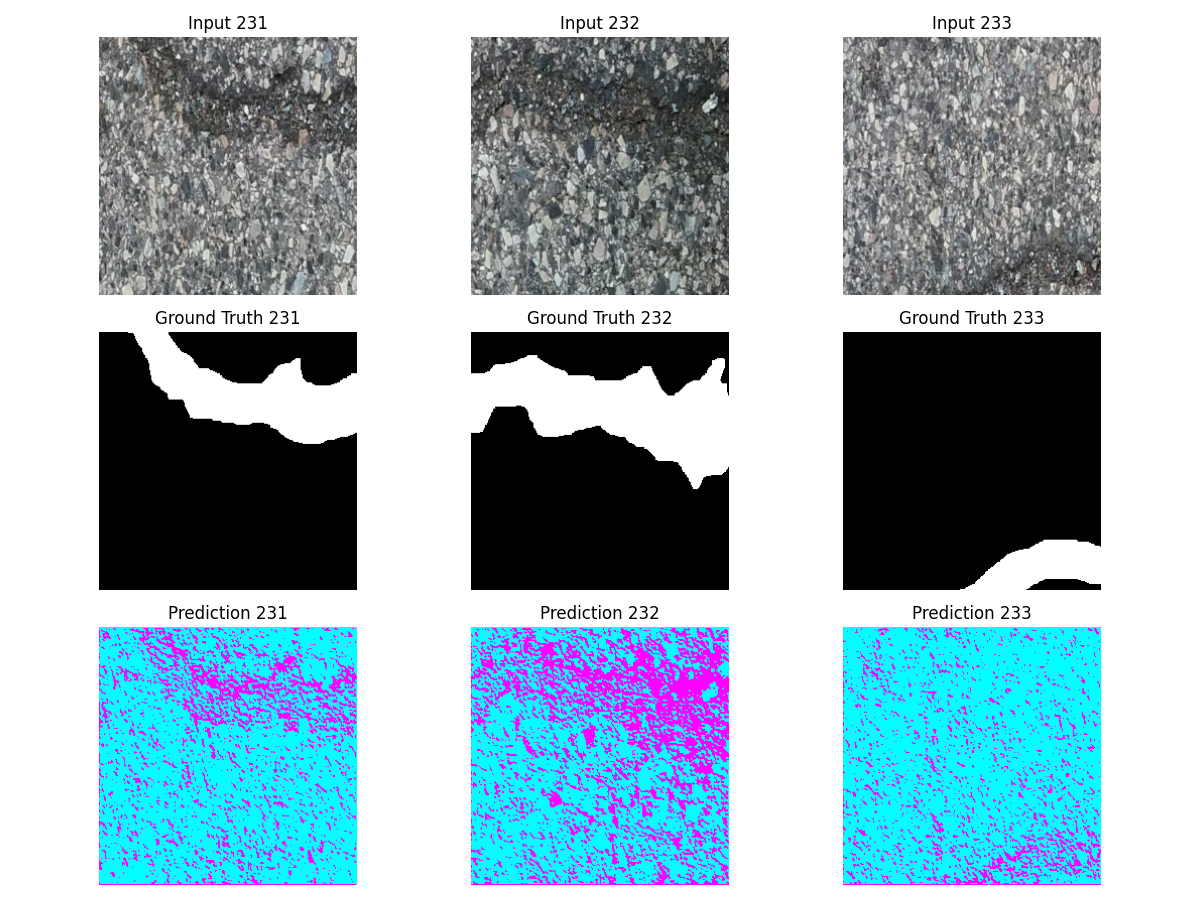 Input 231
Input 232
Input 233
Ground Truth 231
Ground Truth 232
Ground Truth 233
Prediction 231
Prediction 232
Prediction 233